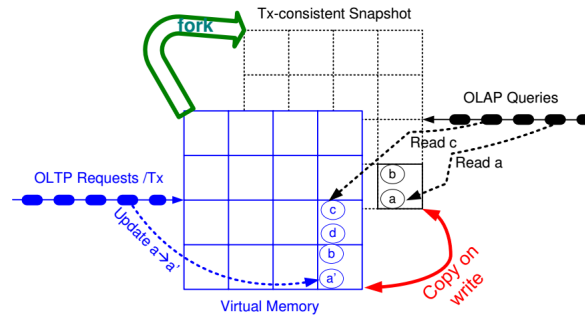 Tx-consistent Snapshot
fork
OLAP Queries
Read c
Read a
OLTP Requests /Tx
Update a→a'
b
a
c
d
b
a'
Copy on
write
Virtual Memory